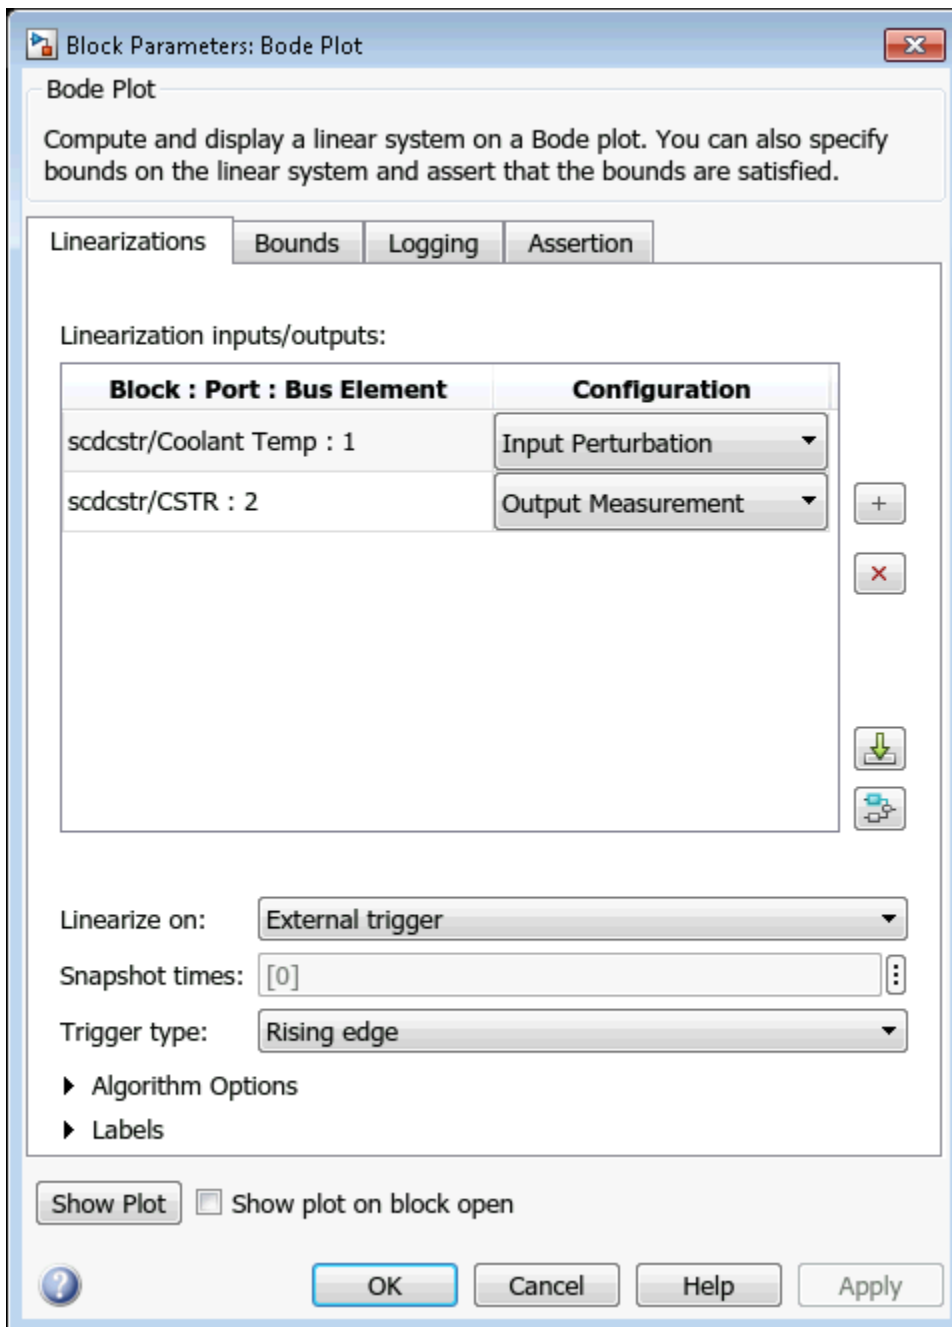 Block Parameters: Bode Plot
Bode Plot
Compute and display a linear system on a Bode plot. You can also specify
bounds on the linear system and assert that the bounds are satisfied.
Linearizations Bounds Logging Assertion
Linearization inputs/outputs:
Block : Port : Bus Element Configuration
scdcstr/Coolant Temp : 1 Input Perturbation
scdcstr/CSTR : 2 Output Measurement
Linearize on: External trigger
Snapshot times: [0]
Trigger type: Rising edge
Algorithm Options
Labels
Show Plot Show plot on block open
OK Cancel Help Apply